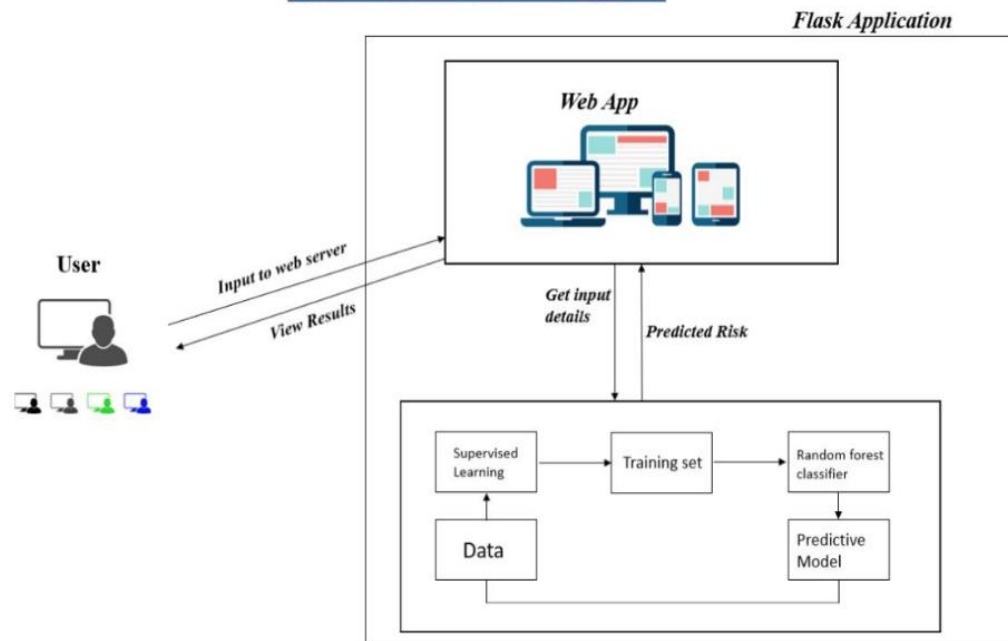 Flask Application
Web App
User
Input to web server
View Results
Get input
details
Predicted Risk
Supervised
Learning
Training set
Random forest
classifier
Data
Predictive
Model